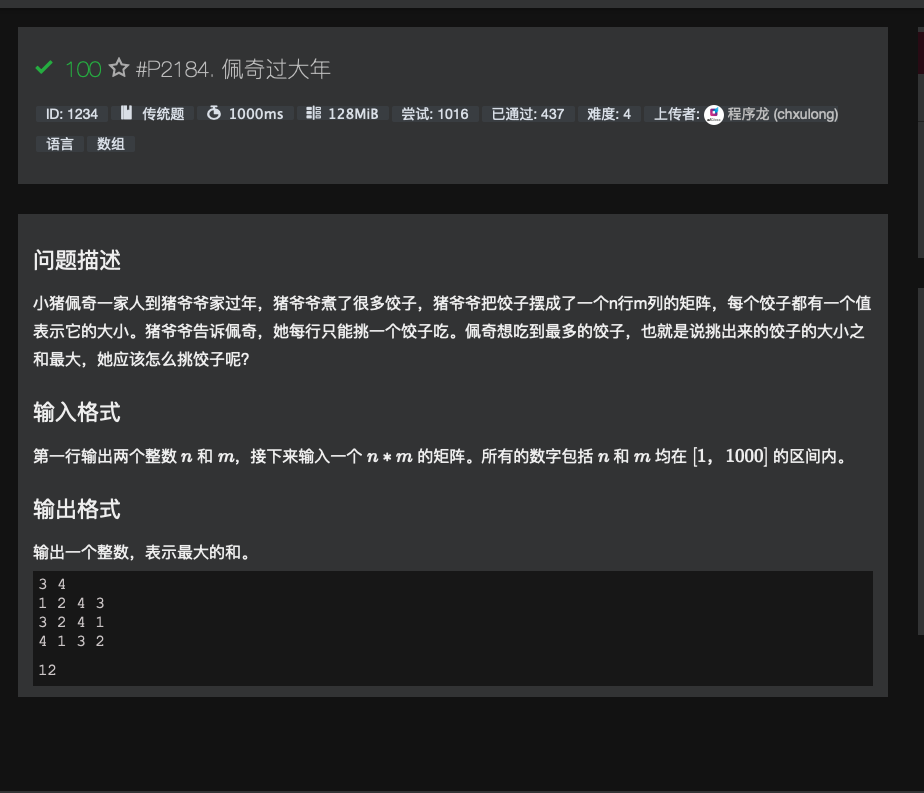 100 #P2184. 佩奇过大年
ID: 1234 传统题 1000ms 128MiB 尝试: 1016 已通过: 437 难度: 4 上传者: 程序龙 (chxulong)
语言 数组
问题描述
小猪佩奇一家人到猪爷爷家过年，猪爷爷煮了很多饺子，猪爷爷把饺子摆成了一个n行m列的矩阵，每个饺子都有一个值
表示它的大小。猪爷爷告诉佩奇，她每行只能挑一个饺子吃。佩奇想吃到最多的饺子，也就是说挑出来的饺子的大小之
和最大，她应该怎么挑饺子呢？
输入格式
第一行输出两个整数 n 和 m，接下来输入一个 n * m 的矩阵。所有的数字包括 n 和 m 均在 [1，1000] 的区间内。
输出格式
输出一个整数，表示最大的和。
3 4
1 2 4 3
3 2 4 1
4 1 3 2
12